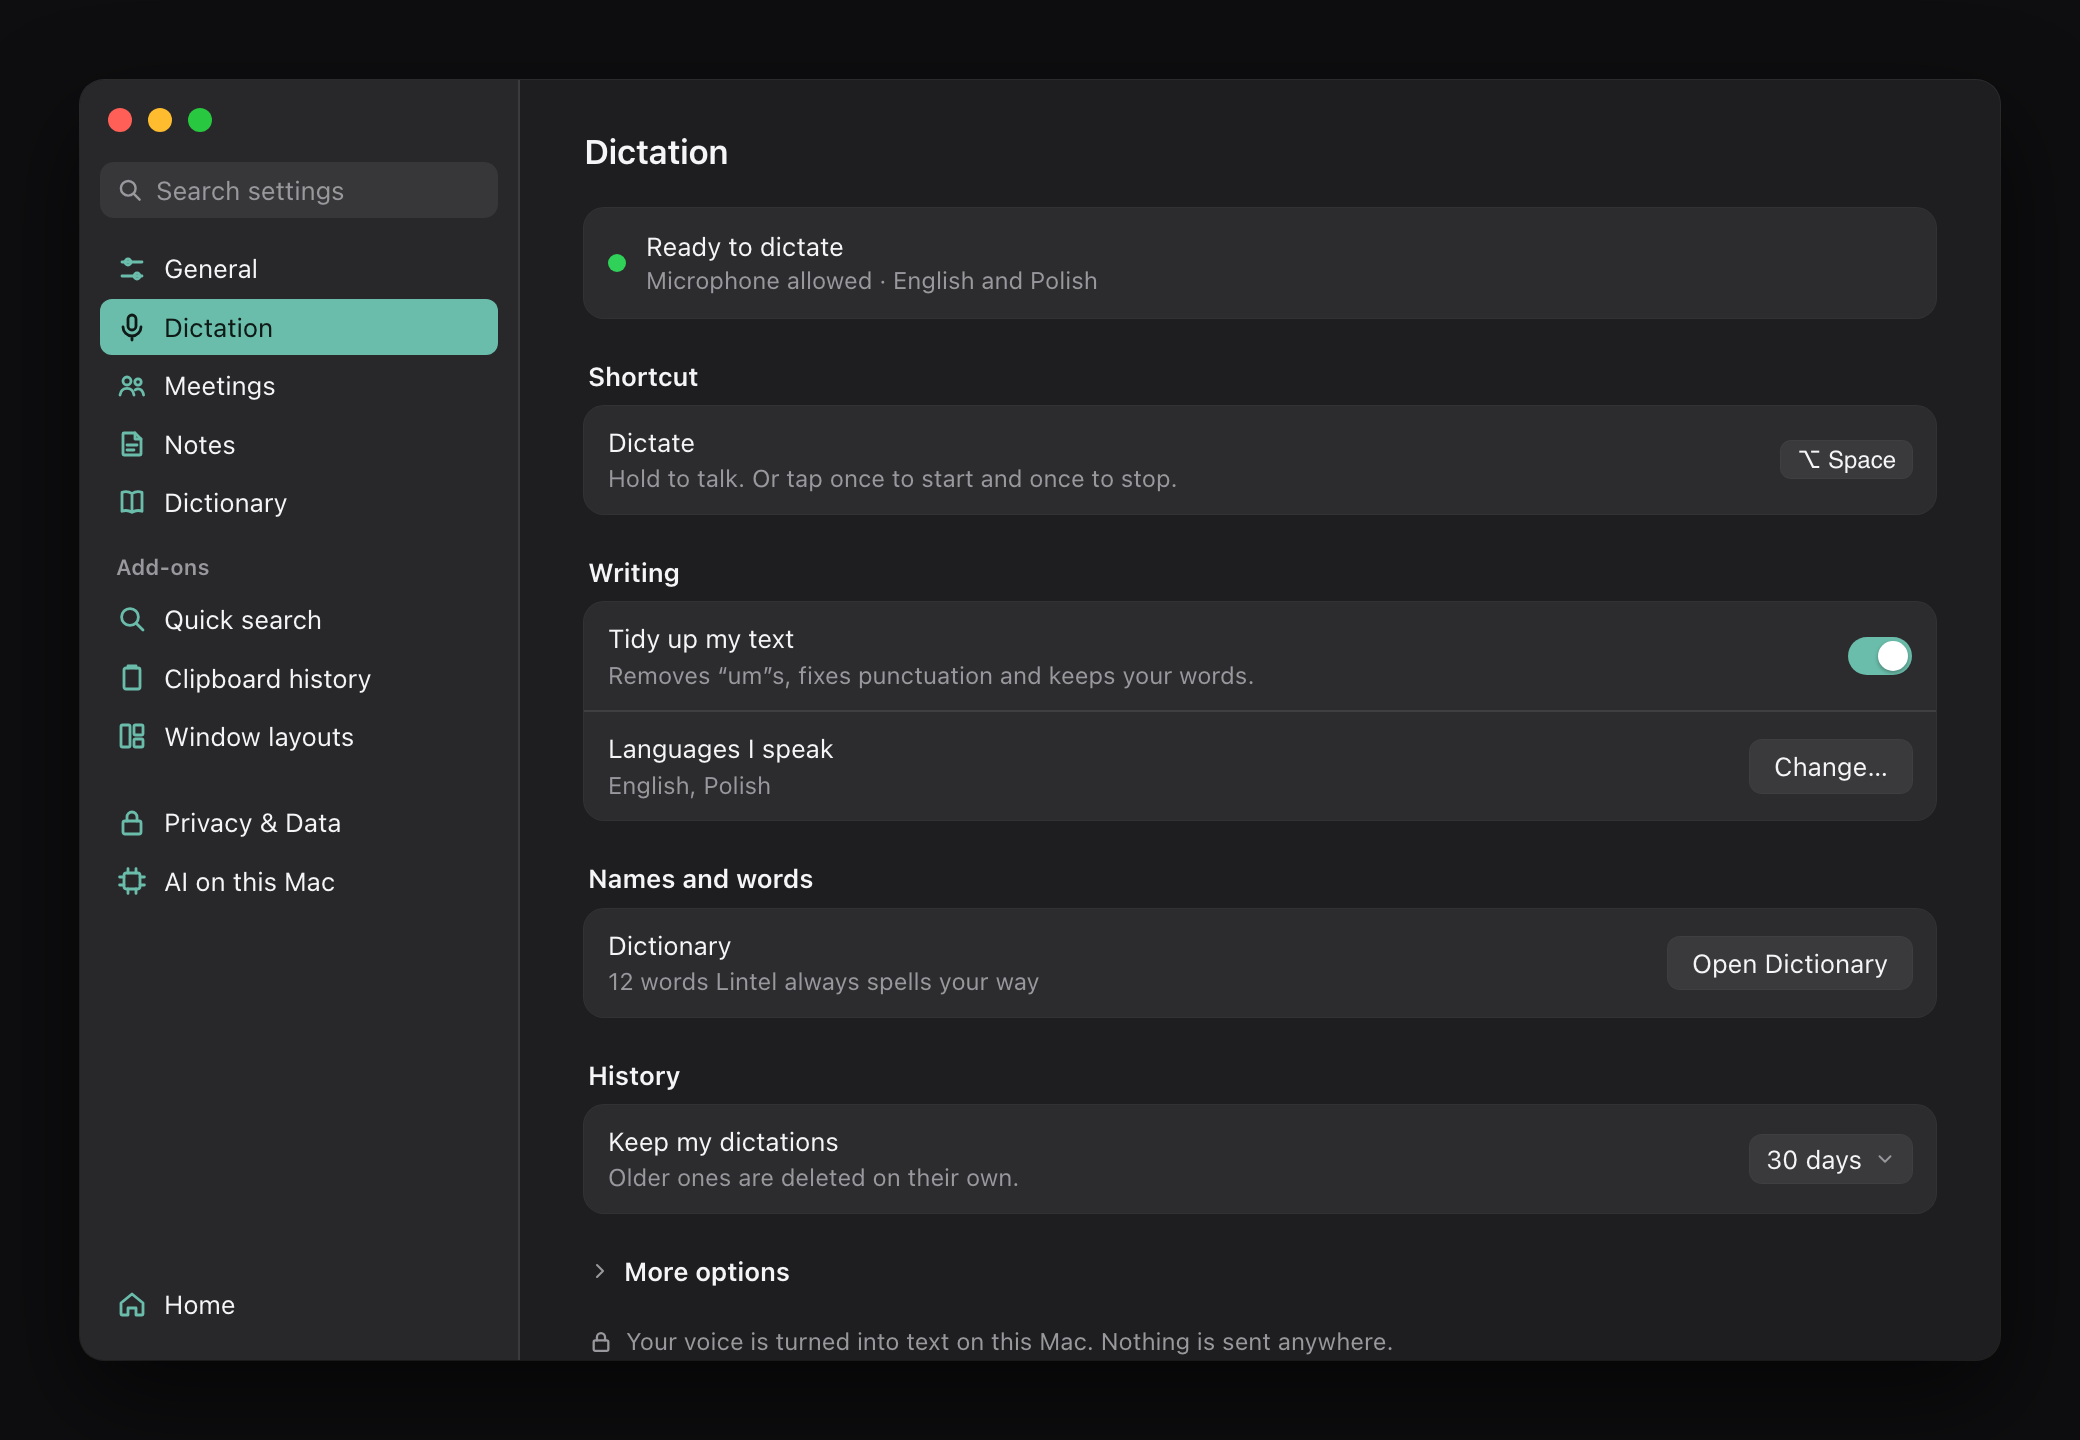 Search settings
General
Dictation
Meetings
Notes
Dictionary
Add-ons
Quick search
Clipboard history
Window layouts
Privacy & Data
AI on this Mac
Home
Dictation
Ready to dictate
Microphone allowed · English and Polish
Shortcut
Dictate
Hold to talk. Or tap once to start and once to stop.
⌥ Space
Writing
Tidy up my text
Removes “um”s, fixes punctuation and keeps your words.
Languages I speak
English, Polish
Change...
Names and words
Dictionary
12 words Lintel always spells your way
Open Dictionary
History
Keep my dictations
Older ones are deleted on their own.
30 days
More options
Your voice is turned into text on this Mac. Nothing is sent anywhere.